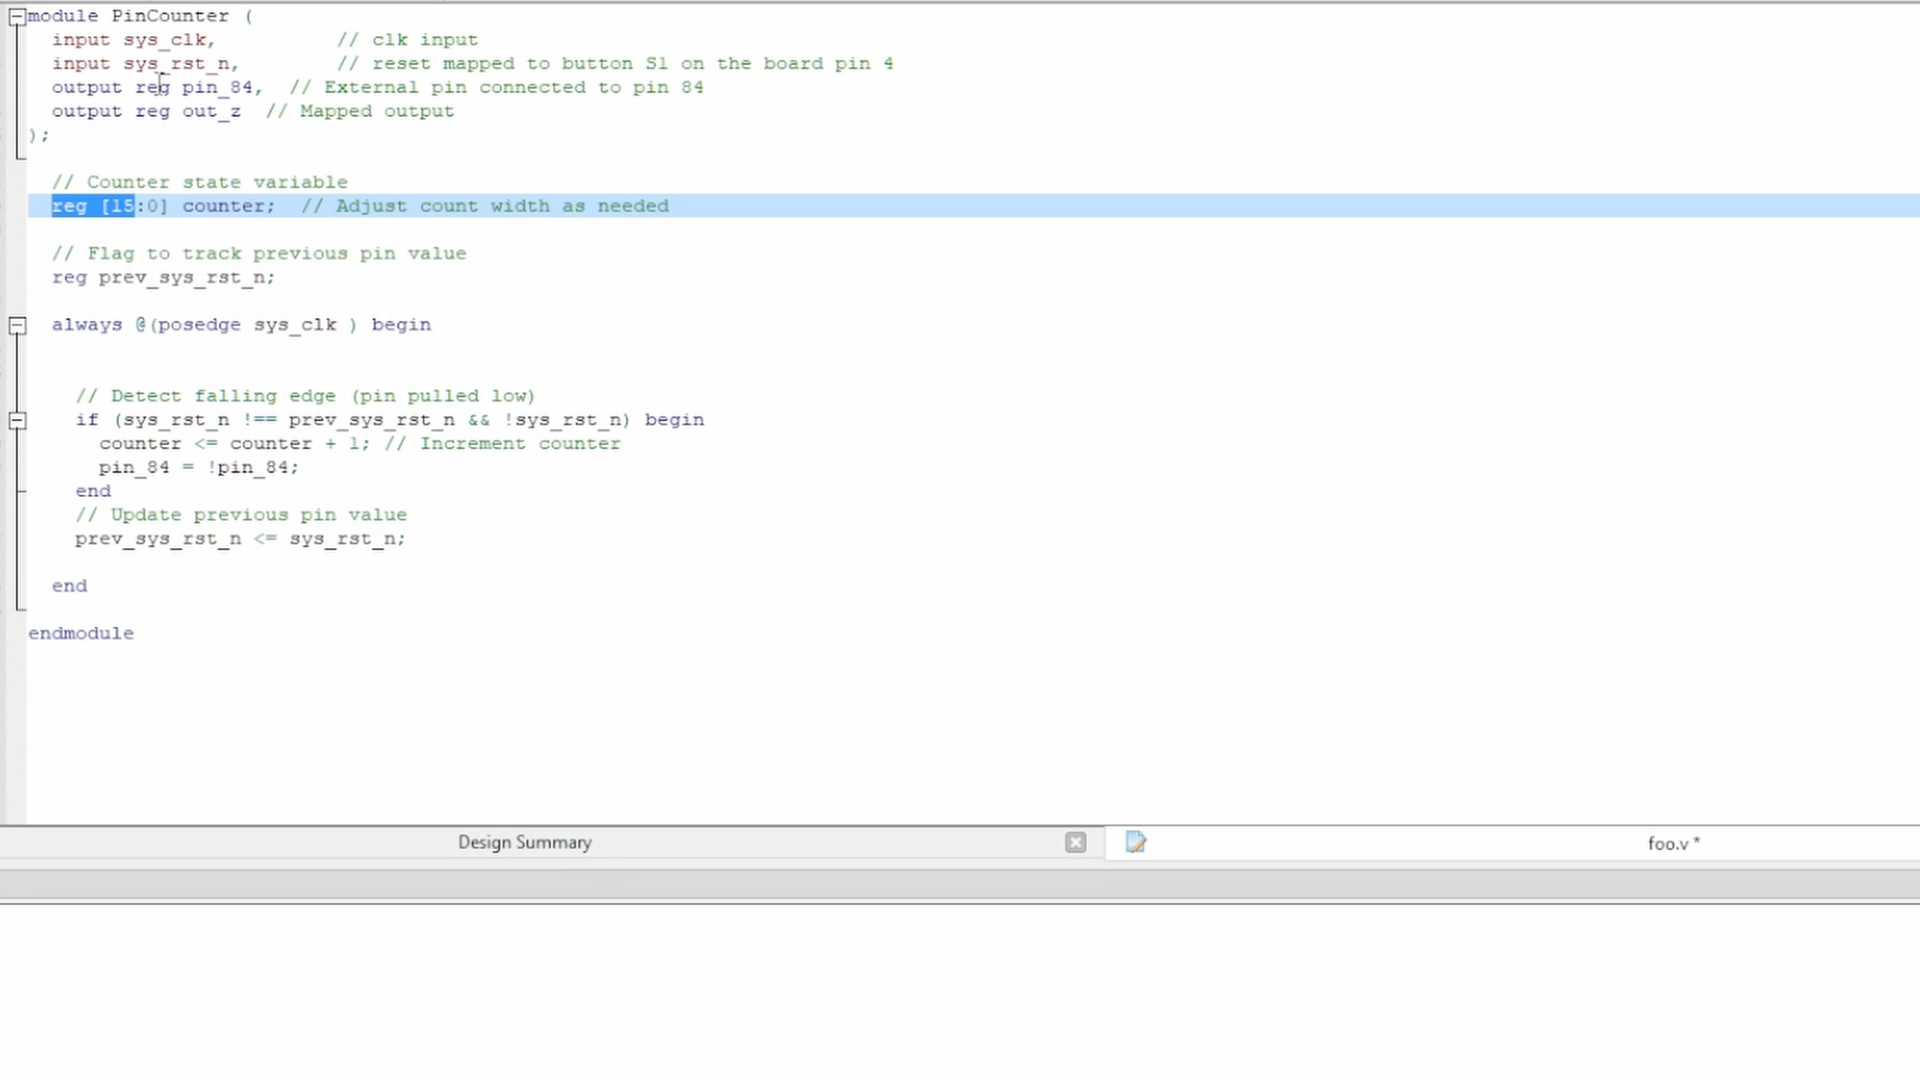 module PinCounter (
input sys_clk, // clk input
input sys_rst_n, // reset mapped to button S1 on the board pin 4
output reg pin_84, // External pin connected to pin 84
output reg out_z // Mapped output
);
// Counter state variable
reg [15:0] counter; // Adjust count width as needed
// Flag to track previous pin value
reg prev_sys_rst_n;
always @(posedge sys_clk ) begin
// Detect falling edge (pin pulled low)
if (sys_rst_n !== prev_sys_rst_n && !sys_rst_n) begin
counter <= counter + 1; // Increment counter
pin_84 = !pin_84;
end
// Update previous pin value
prev_sys_rst_n <= sys_rst_n;
end
endmodule
Design Summary
foo.v *